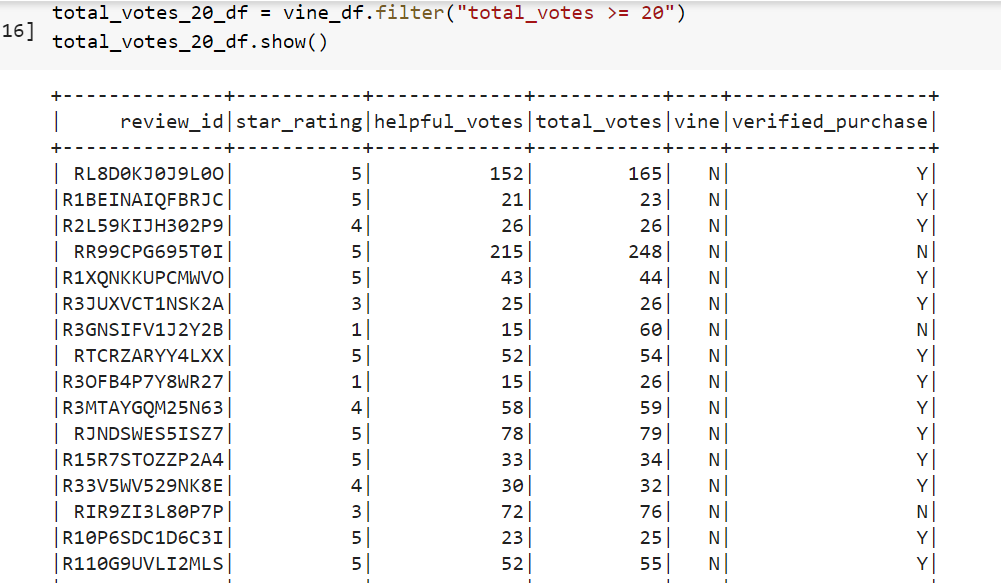 total_votes_20_df = vine_df.filter("total_votes >= 20")
16]
total_votes_20_df.show()
+--------------+-----------+-------------+-----------+----+-----------------+
|     review_id|star_rating|helpful_votes|total_votes|vine|verified_purchase|
+--------------+-----------+-------------+-----------+----+-----------------+
| RL8D0KJ0J9L0O|          5|          152|        165|   N|                Y|
|R1BEINAIQFBRJC|          5|           21|         23|   N|                Y|
|R2L59KIJH302P9|          4|           26|         26|   N|                Y|
| RR99CPG695T0I|          5|          215|        248|   N|                N|
|R1XQNKKUPCMWVO|          5|           43|         44|   N|                Y|
|R3JUXVCT1NSK2A|          3|           25|         26|   N|                Y|
|R3GNSIFV1J2Y2B|          1|           15|         60|   N|                N|
| RTCRZARYY4LXX|          5|           52|         54|   N|                Y|
|R3OFB4P7Y8WR27|          1|           15|         26|   N|                Y|
|R3MTAYGQM25N63|          4|           58|         59|   N|                Y|
| RJNDSWES5ISZ7|          5|           78|         79|   N|                Y|
|R15R7STOZZP2A4|          5|           33|         34|   N|                Y|
|R33V5WV529NK8E|          4|           30|         32|   N|                Y|
| RIR9ZI3L80P7P|          3|           72|         76|   N|                N|
|R10P6SDC1D6C3I|          5|           23|         25|   N|                Y|
|R110G9UVLI2MLS|          5|           52|         55|   N|                Y|